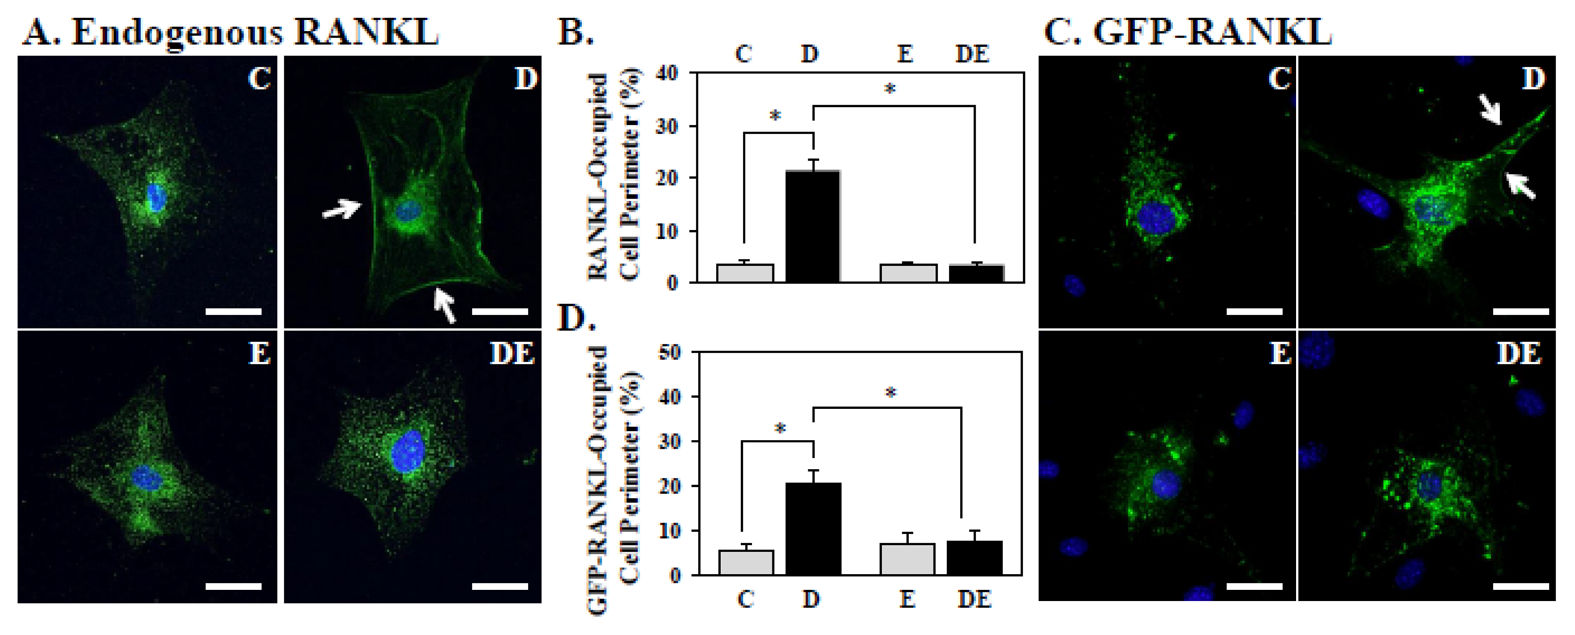 A. Endogenous RANKL
C
D
E
DE
B.
C D E DE
RANKL-Occupied
Cell Perimeter (%)
40
30
20
10
0
*
*
D.
GFP-RANKL-Occupied
Cell Perimeter (%)
50
40
30
20
10
0
*
*
C D E DE
C. GFP-RANKL
C
D
E
DE